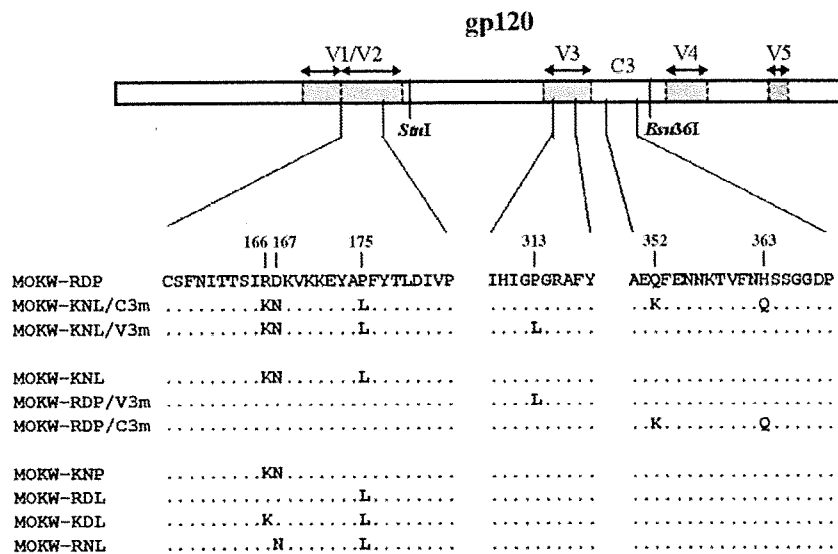 gp120
V1/V2 V3 C3 V4 V5
StuI Bsu36I
166 167 175 313 352 363
MOKW-RDP CSFNITTSIRDKVKKEYAPFYTLDIVP IHIGPGRAFY AEQFENNKTVFNHSSGGDP
MOKW-KNL/C3m .........KN.......L........ .......... ..K.........Q......
MOKW-KNL/V3m .........KN.......L........ ....L..... ...................
MOKW-KNL .........KN.......L........ .......... ...................
MOKW-RDP/V3m ........................... ....L..... ...................
MOKW-RDP/C3m ........................... .......... ..K.........Q......
MOKW-KNP .........KN................ .......... ...................
MOKW-RDL ..................L........ .......... ...................
MOKW-KDL .........K........L........ .......... ...................
MOKW-RNL ..........N.......L........ .......... ...................